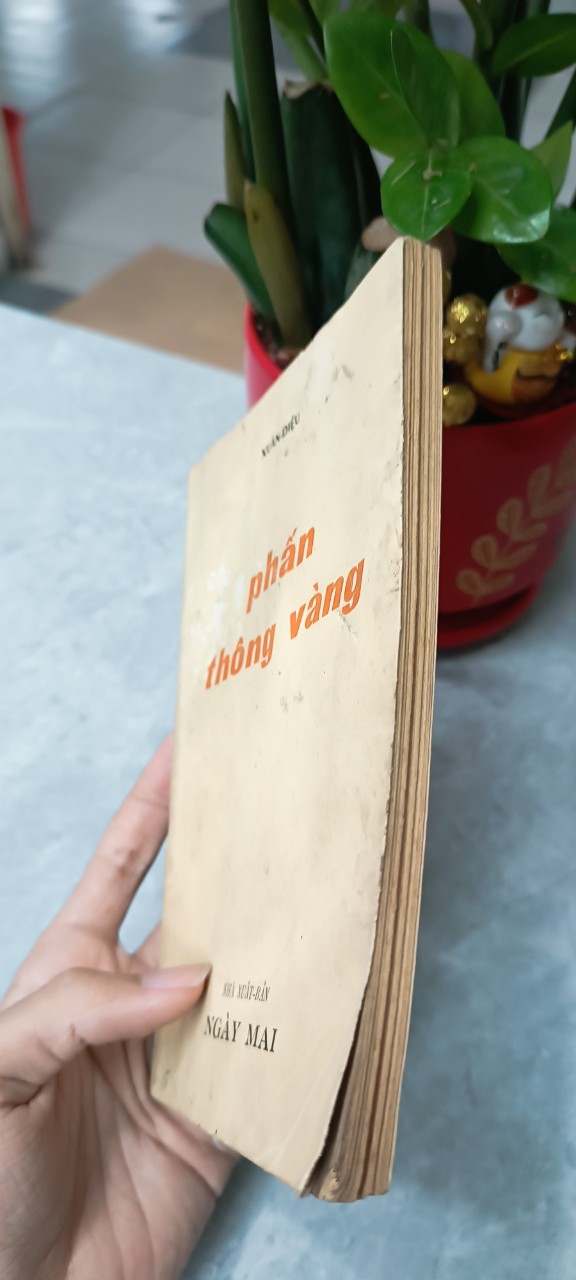 XUÂN-DIỆU
phấn
thông vàng
NHÀ XUẤT-BẢN
NGÀY MAI